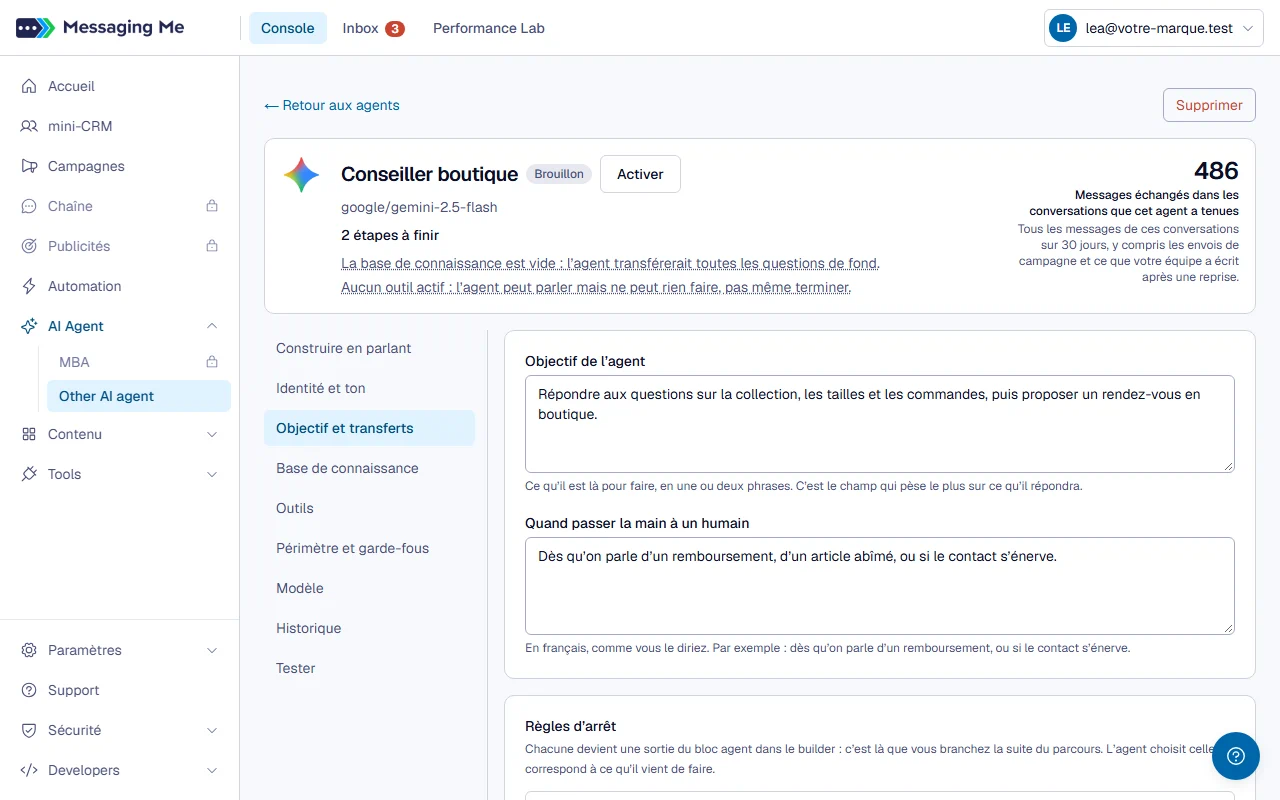 Messaging Me
Console
Inbox 3
Performance Lab
LE
lea@votre-marque.test
Accueil
mini-CRM
Campagnes
Chaîne
Publicités
Automation
AI Agent
MBA
Other AI agent
Contenu
Tools
Paramètres
Support
Sécurité
Developers
← Retour aux agents
Supprimer
Conseiller boutique
Brouillon
Activer
google/gemini-2.5-flash
2 étapes à finir
La base de connaissance est vide : l'agent transférerait toutes les questions de fond.
Aucun outil actif : l'agent peut parler mais ne peut rien faire, pas même terminer.
486
Messages échangés dans les
conversations que cet agent a tenues
Tous les messages de ces conversations
sur 30 jours, y compris les envois de
campagne et ce que votre équipe a écrit
après une reprise.
Construire en parlant
Identité et ton
Objectif et transferts
Base de connaissance
Outils
Périmètre et garde-fous
Modèle
Historique
Tester
Objectif de l'agent
Répondre aux questions sur la collection, les tailles et les commandes, puis proposer un rendez-vous en
boutique.
Ce qu'il est là pour faire, en une ou deux phrases. C'est le champ qui pèse le plus sur ce qu'il répondra.
Quand passer la main à un humain
Dès qu'on parle d'un remboursement, d'un article abîmé, ou si le contact s'énerve.
En français, comme vous le diriez. Par exemple : dès qu'on parle d'un remboursement, ou si le contact s'énerve.
Règles d'arrêt
Chacune devient une sortie du bloc agent dans le builder : c'est là que vous branchez la suite du parcours. L'agent choisit
correspond à ce qu'il vient de faire.